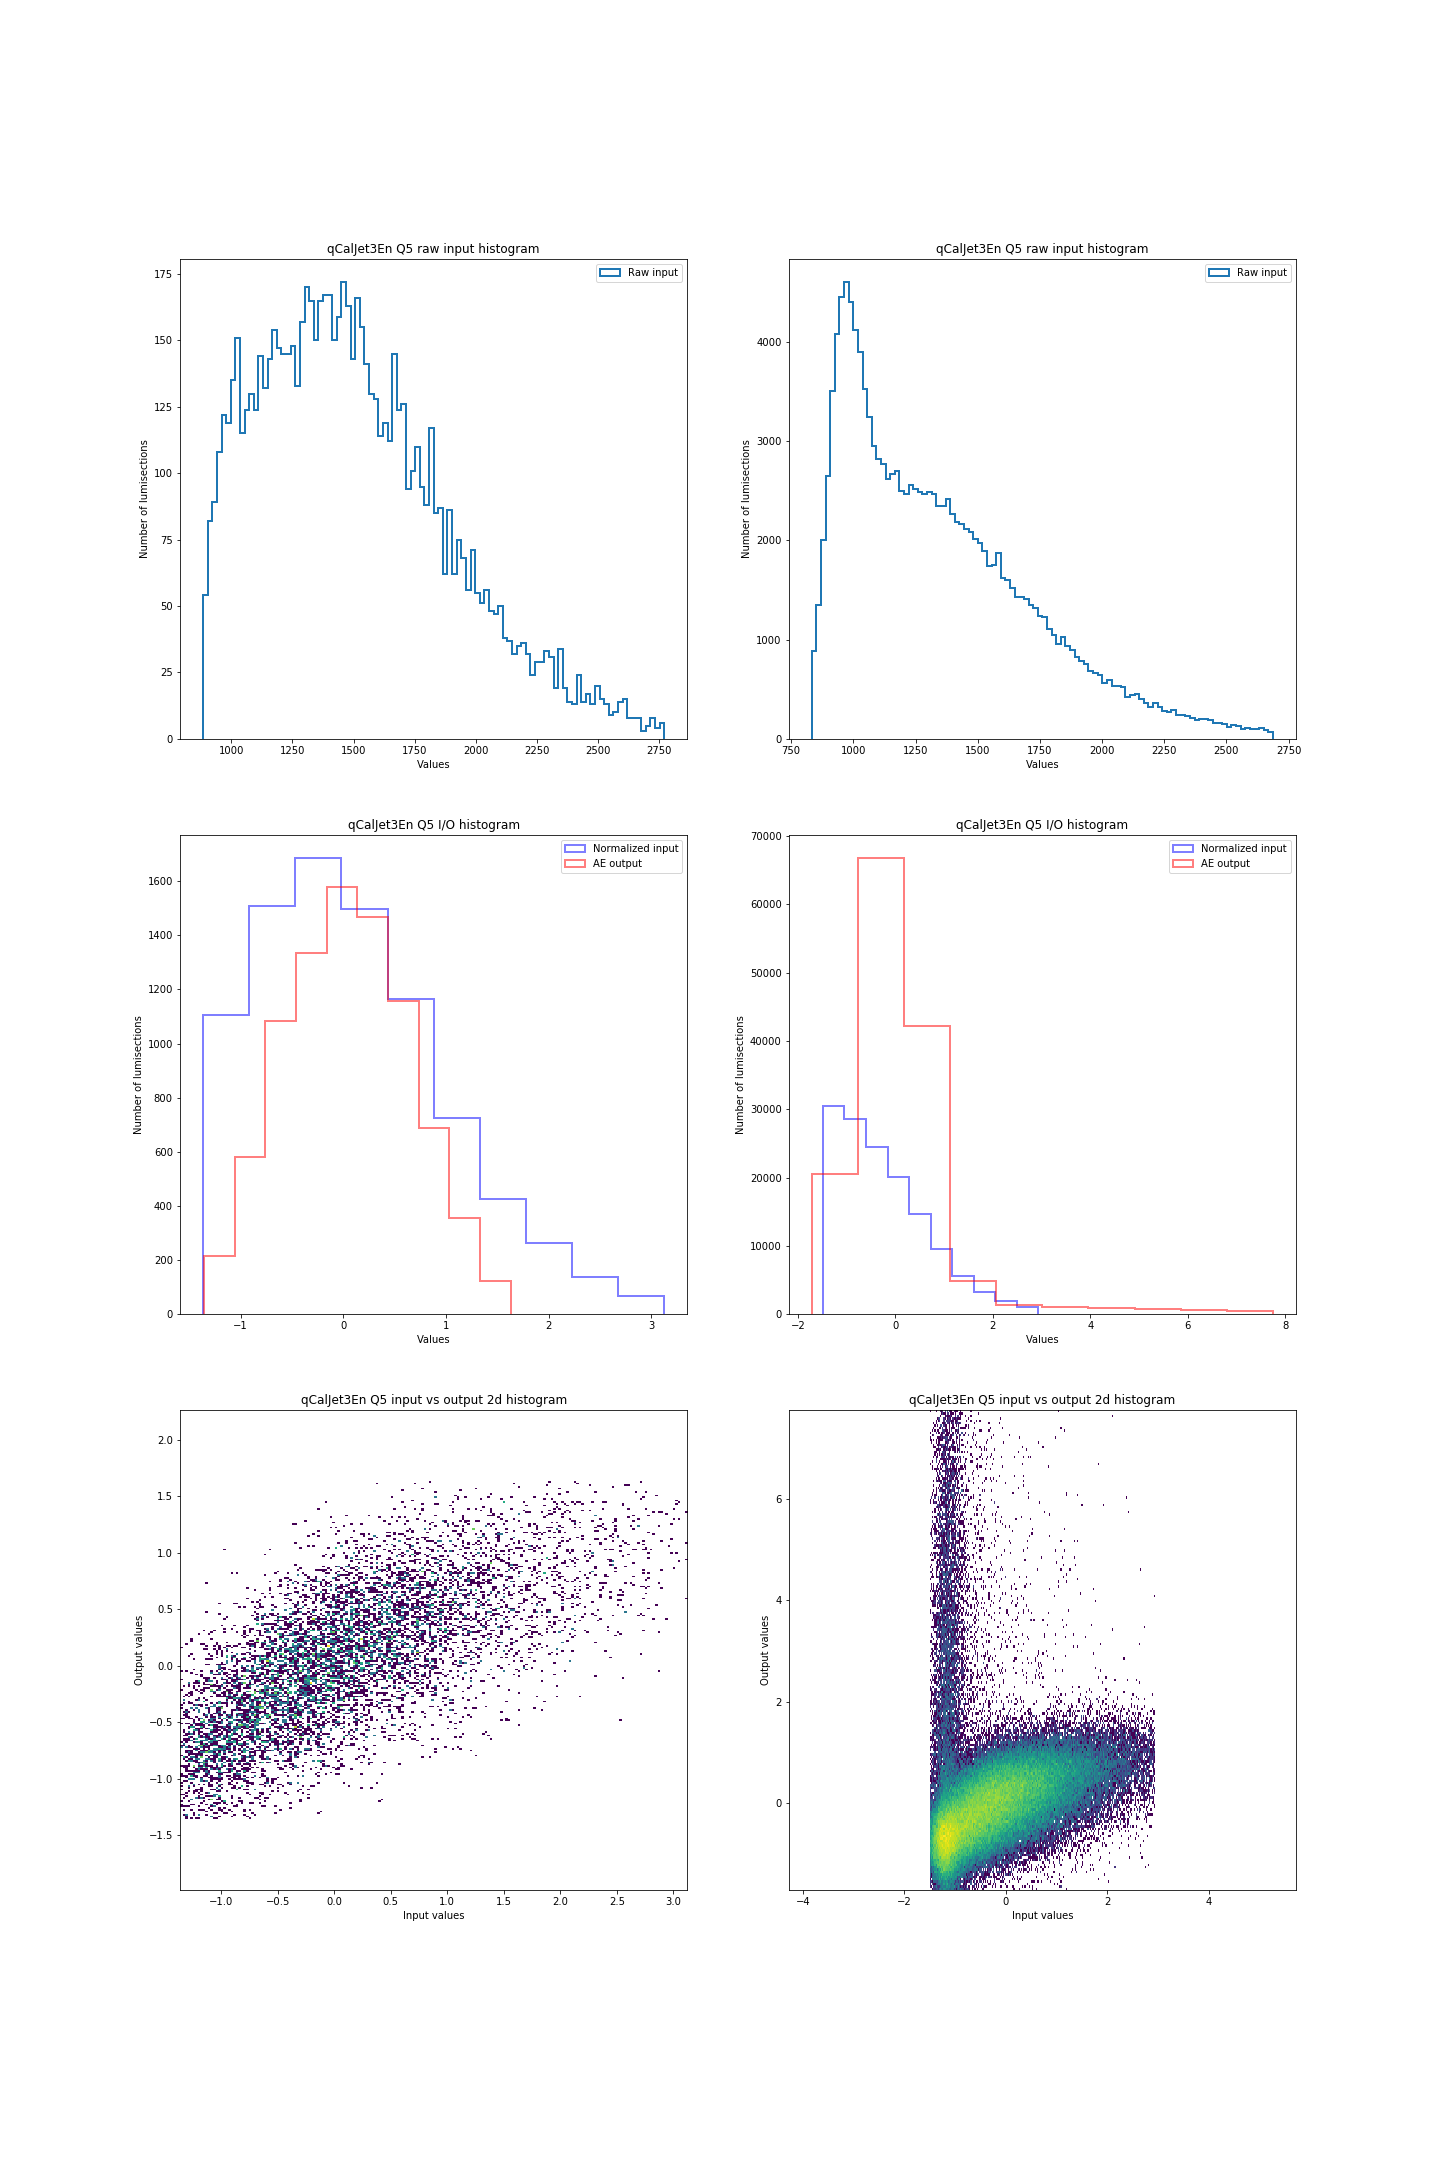 qCalJet3En Q5 raw input histogram
Raw input
175
150
125
100
75
50
25
0
Number of lumisections
1000 1250 1500 1750 2000 2250 2500 2750
Values
qCalJet3En Q5 raw input histogram
Raw input
4000
3000
2000
1000
0
Number of lumisections
750 1000 1250 1500 1750 2000 2250 2500 2750
Values
qCalJet3En Q5 I/O histogram
Normalized input
AE output
1600
1400
1200
1000
800
600
400
200
0
Number of lumisections
−1 0 1 2 3
Values
qCalJet3En Q5 I/O histogram
Normalized input
AE output
70000
60000
50000
40000
30000
20000
10000
0
Number of lumisections
−2 0 2 4 6 8
Values
qCalJet3En Q5 input vs output 2d histogram
2.0
1.5
1.0
0.5
0.0
−0.5
−1.0
−1.5
Output values
−1.0 −0.5 0.0 0.5 1.0 1.5 2.0 2.5 3.0
Input values
qCalJet3En Q5 input vs output 2d histogram
6
4
2
0
Output values
−4 −2 0 2 4
Input values